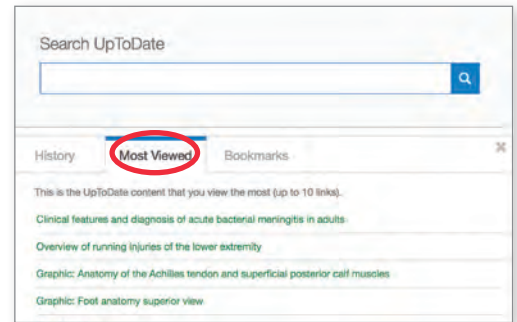 Search UpToDate
History Most Viewed Bookmarks
This is the UpToDate content that you view the most (up to 10 links).
Clinical features and diagnosis of acute bacterial meningitis in adults
Overview of running injuries of the lower extremity
Graphic: Anatomy of the Achilles tendon and superficial posterior calf muscles
Graphic: Foot anatomy superior view